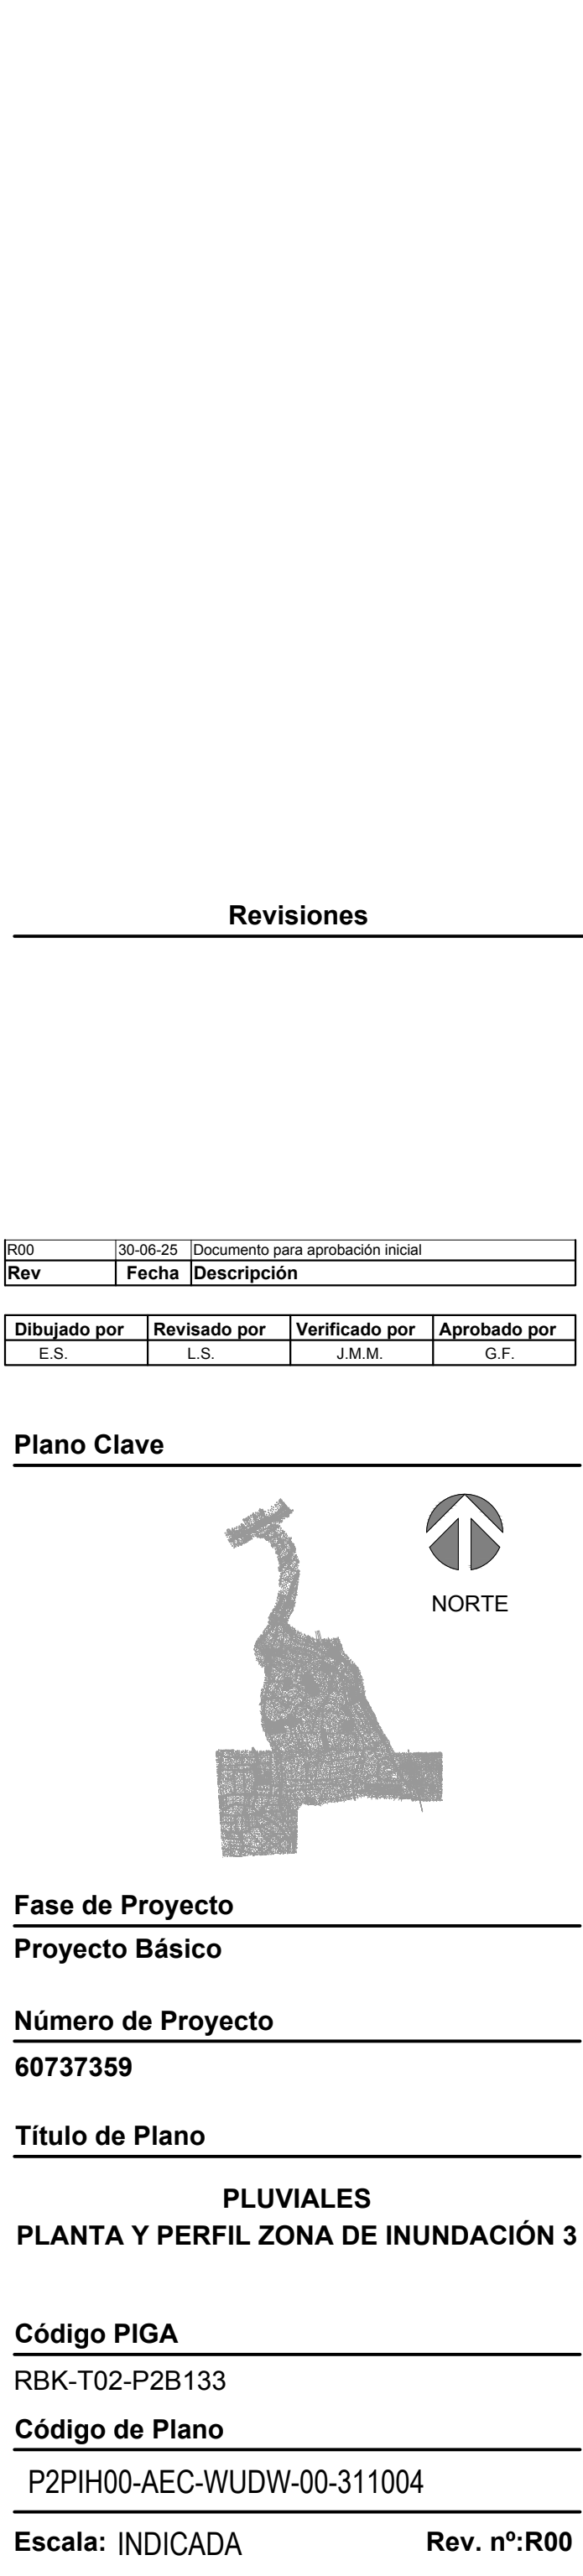 Revisiones
R00 30-06-25 Documento para aprobación inicial
Rev Fecha Descripción
Dibujado por Revisado por Verificado por Aprobado por
E.S. L.S. J.M.M. G.F.
Plano Clave
NORTE
Fase de Proyecto
Proyecto Básico
Número de Proyecto
60737359
Título de Plano
PLUVIALES
PLANTA Y PERFIL ZONA DE INUNDACIÓN 3
Código PIGA
RBK-T02-P2B133
Código de Plano
P2PIH00-AEC-WUDW-00-311004
Escala: INDICADA Rev. nº:R00